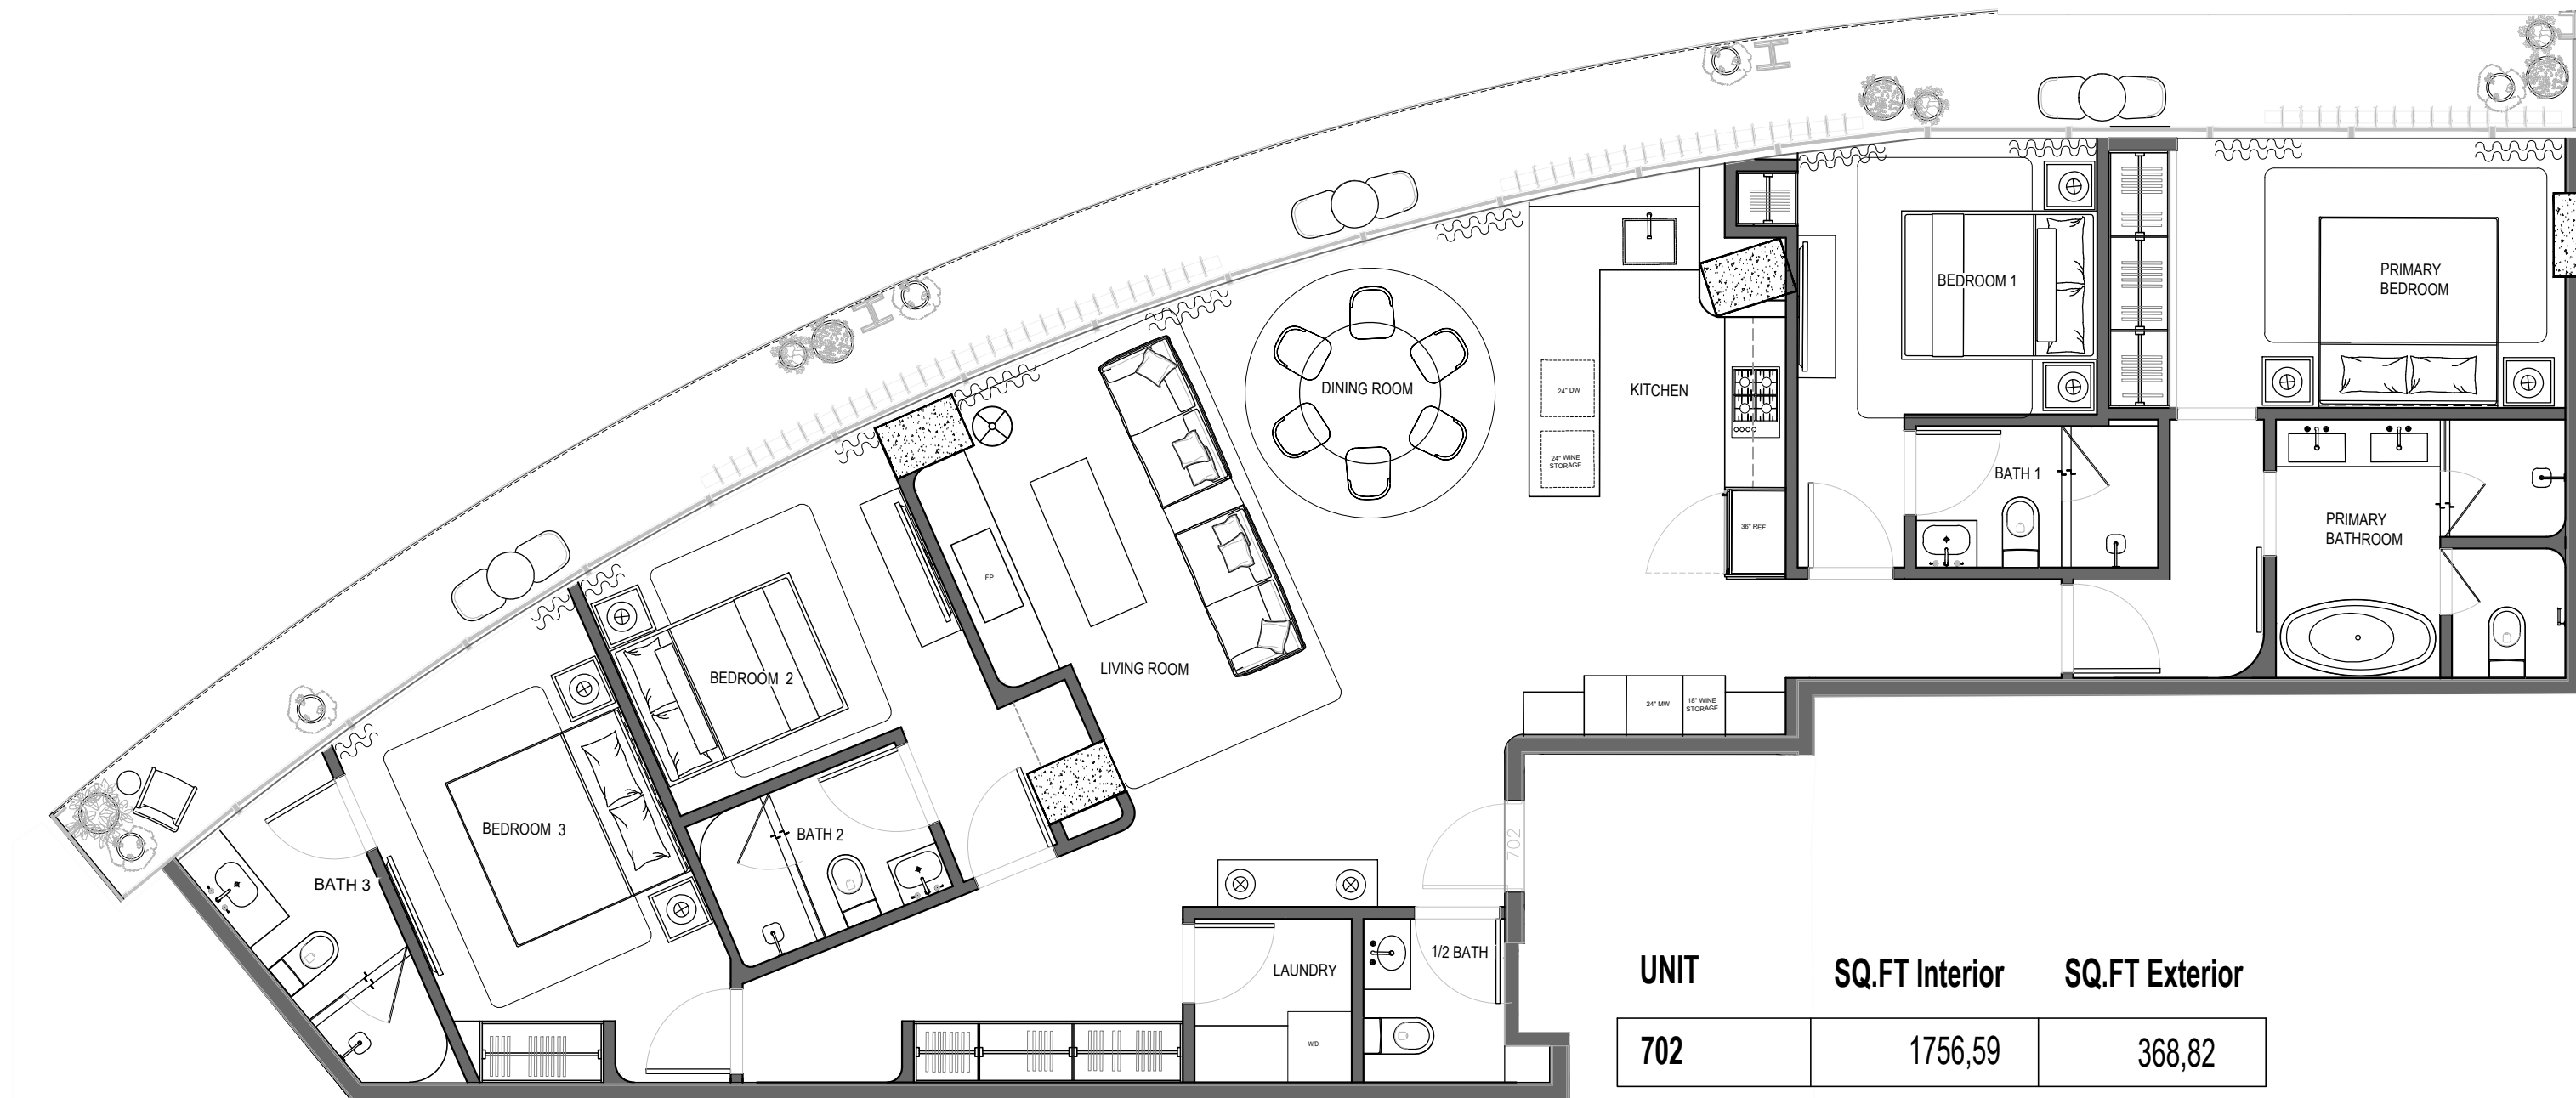 BEDROOM 1
PRIMARY
BEDROOM
DINING ROOM
KITCHEN
24" DW
24" WINE
STORAGE
36" REF
BATH 1
PRIMARY
BATHROOM
FP
LIVING ROOM
BEDROOM 2
24" MW
18" WINE
STORAGE
BEDROOM 3
BATH 2
BATH 3
702
LAUNDRY
1/2 BATH
W/D
UNIT SQ.FT Interior SQ.FT Exterior
702 1756,59 368,82